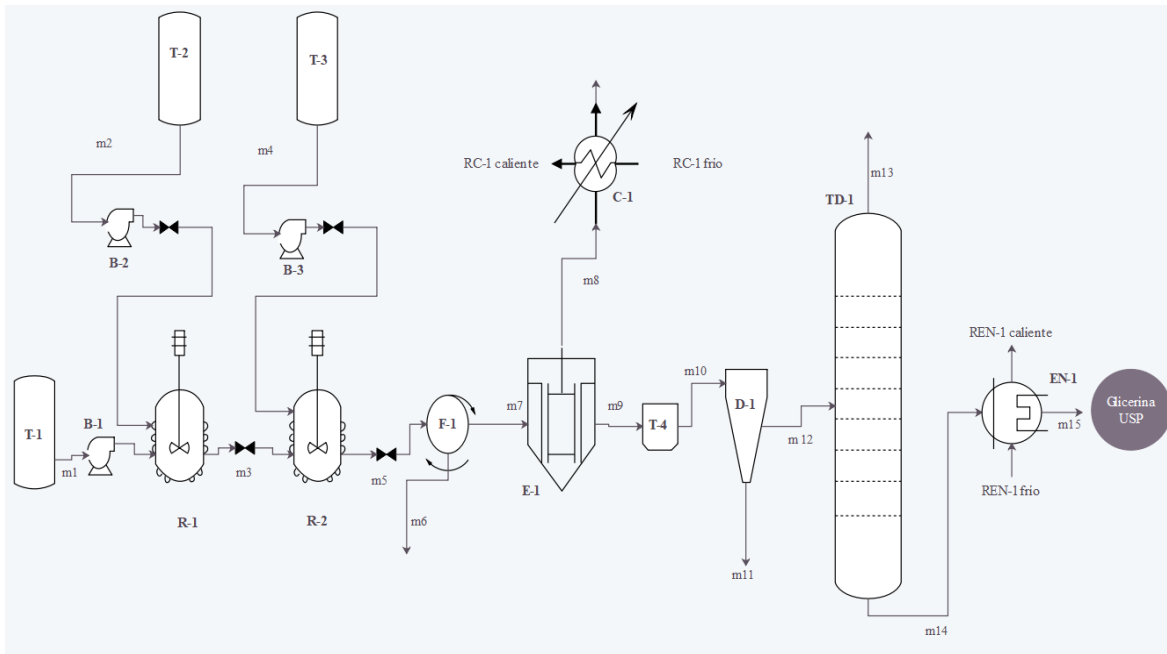 T-2
T-3
m2
m4
RC-1 caliente
RC-1 frio
C-1
m13
TD-1
B-2
B-3
m8
REN-1 caliente
m10
EN-1
T-1
B-1
m7
m9
D-1
Glicerina
USP
F-1
T-4
m12
m15
m1
m3
m5
E-1
REN-1 frio
R-1
R-2
m6
m11
m14